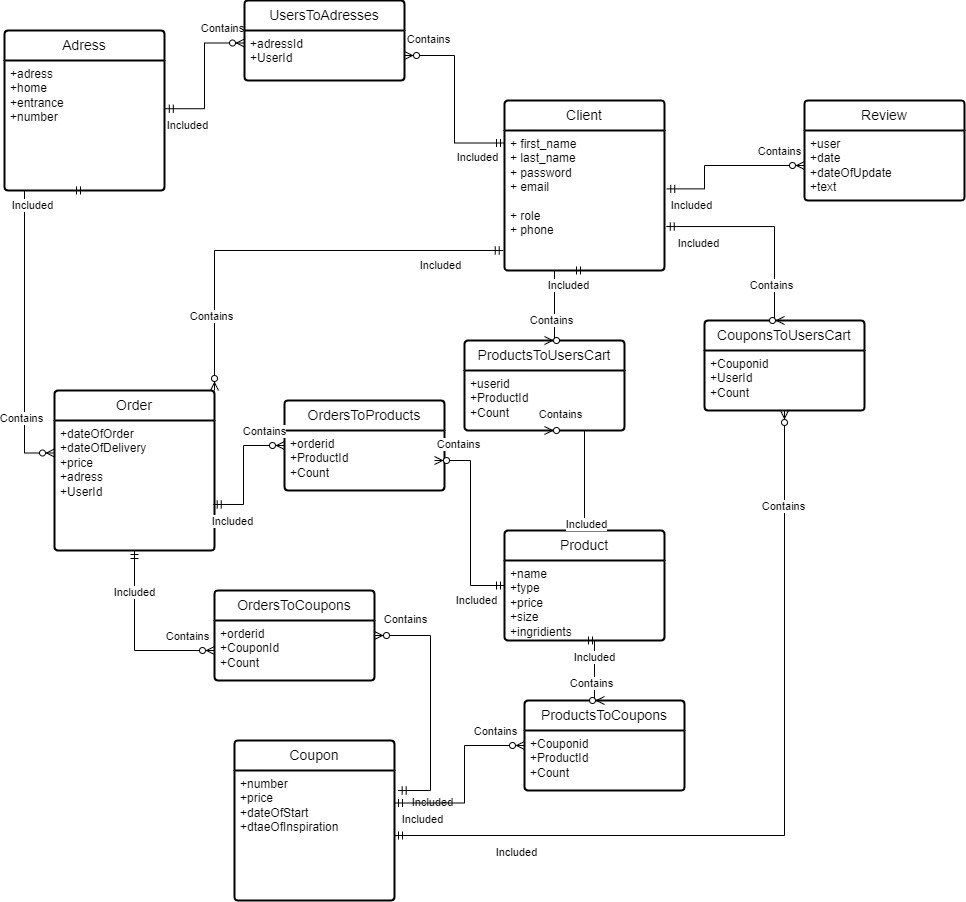 UsersToAdresses
+adressId
+UserId
Contains
Contains
Adress
+adress
+home
+entrance
+number
Included
Included
Client
+ first_name
+ last_name
+ password
+ email
+ role
+ phone
Included
Review
+user
+date
+dateOfUpdate
+text
Contains
Included
Included
Included
Included
Contains
Contains
Contains
CouponsToUsersCart
+Couponid
+UserId
+Count
ProductsToUsersCart
+userid
+ProductId
+Count
Contains
Order
+dateOfOrder
+dateOfDelivery
+price
+adress
+UserId
Contains
OrdersToProducts
+orderid
+ProductId
+Count
Contains
Contains
Included
Included
Contains
Product
+name
+type
+price
+size
+ingridients
Included
Included
OrdersToCoupons
+orderid
+CouponId
+Count
Contains
Contains
Included
Contains
ProductsToCoupons
+Couponid
+ProductId
+Count
Contains
Coupon
+number
+price
+dateOfStart
+dtaeOfInspiration
Included
Included
Included